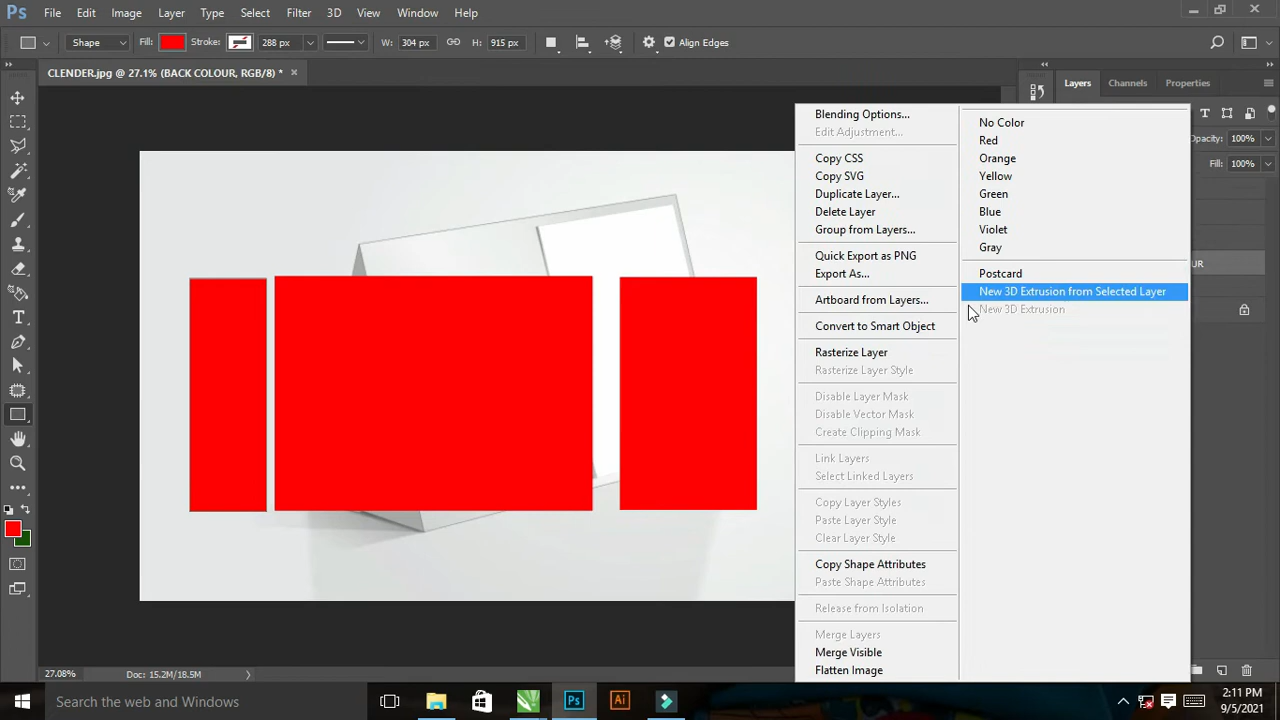 Ps File Edit Image Layer Type Select Filter 3D View Window Help
Shape Fill: Stroke: 288 px W: 304 px H: 915 px Align Edges
CLENDER.jpg @ 27.1% (BACK COLOUR, RGB/8) * ×
Layers Channels Properties
Opacity: 100%
Fill: 100%
UR
Blending Options...
Edit Adjustment...
Copy CSS
Copy SVG
Duplicate Layer...
Delete Layer
Group from Layers...
Quick Export as PNG
Export As...
Artboard from Layers...
Convert to Smart Object
Rasterize Layer
Rasterize Layer Style
Disable Layer Mask
Disable Vector Mask
Create Clipping Mask
Link Layers
Select Linked Layers
Copy Layer Styles
Paste Layer Style
Clear Layer Style
Copy Shape Attributes
Paste Shape Attributes
Release from Isolation
Merge Layers
Merge Visible
Flatten Image
No Color
Red
Orange
Yellow
Green
Blue
Violet
Gray
Postcard
New 3D Extrusion from Selected Layer
New 3D Extrusion
27.08% Doc: 15.2M/18.5M
Search the web and Windows
Ps
Ai
2:11 PM
9/5/2021